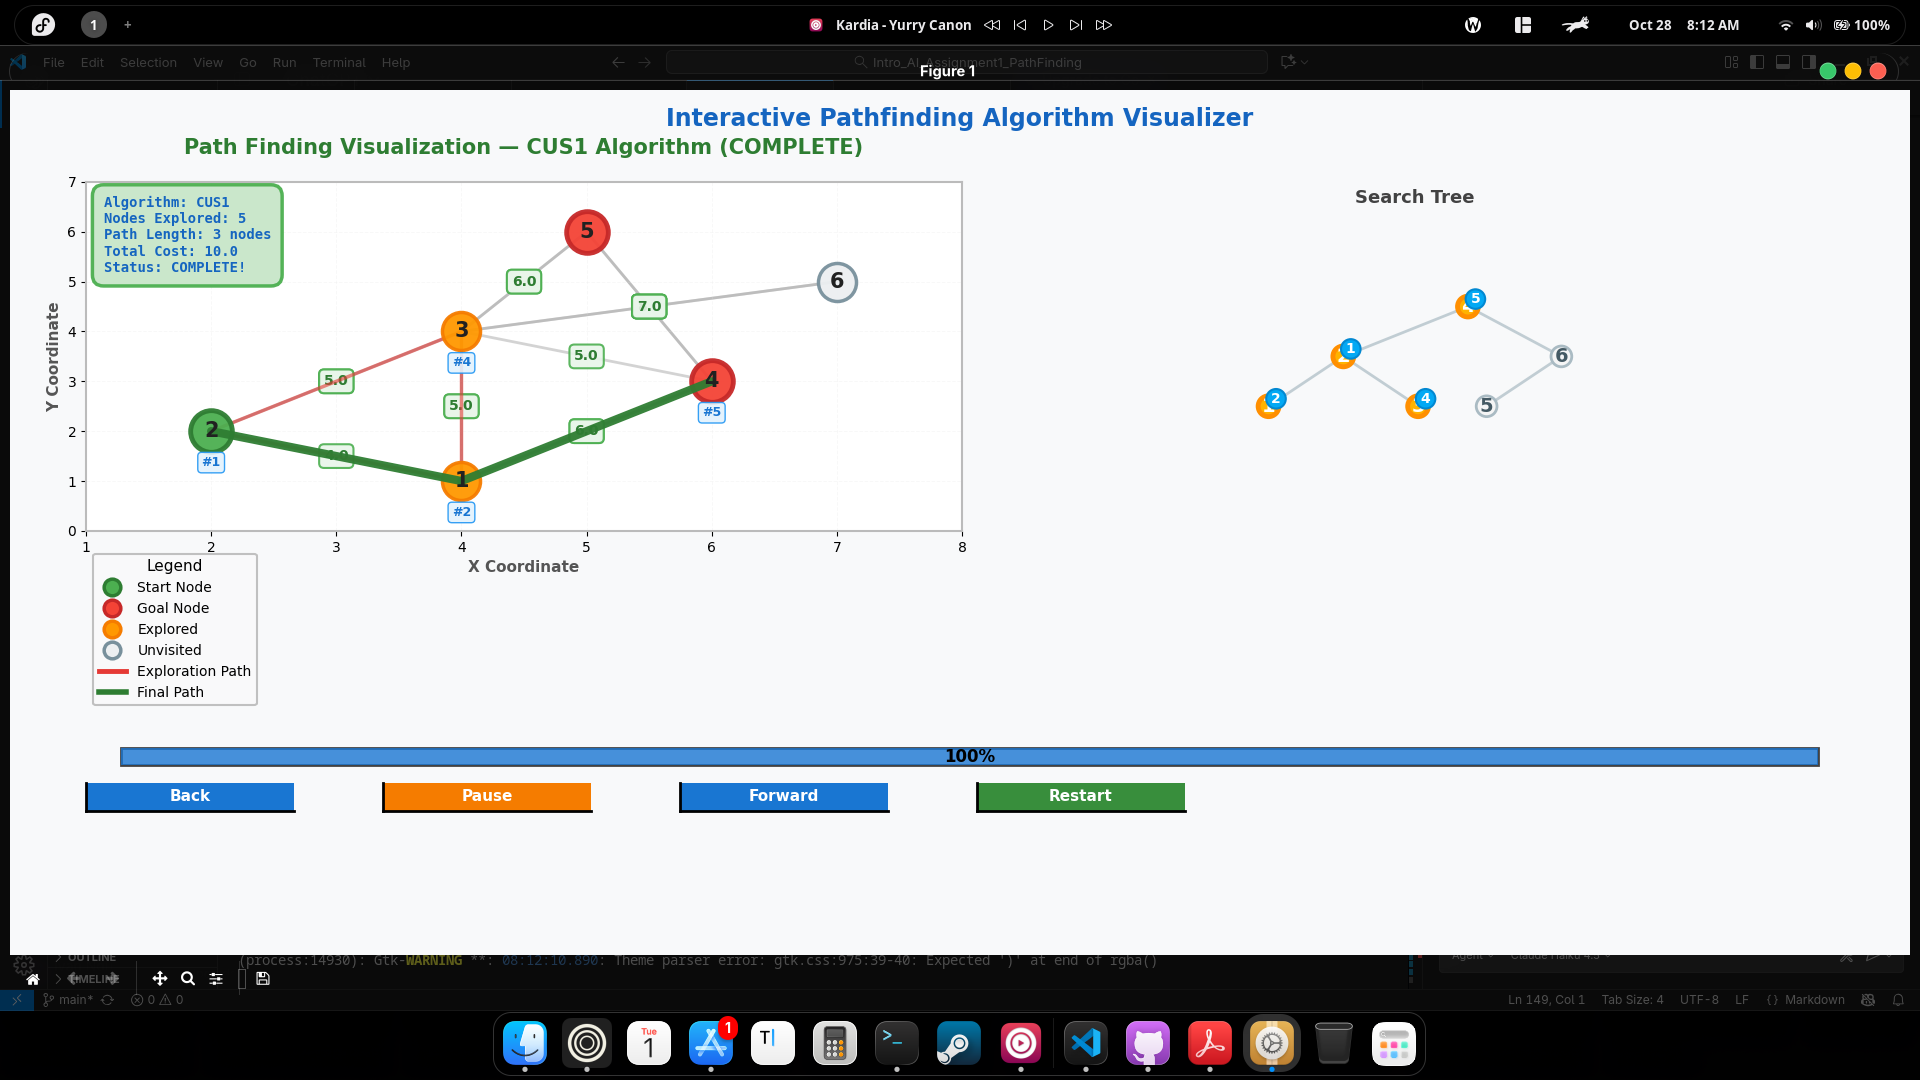 1
+
Kardia - Yurry Canon
W
Oct 28 8:12 AM
100%
File Edit Selection View Go Run Terminal Help
Intro_AI_Assignment1_PathFinding
Figure 1
Interactive Pathfinding Algorithm Visualizer
Path Finding Visualization — CUS1 Algorithm (COMPLETE)
Search Tree
Algorithm: CUS1
Nodes Explored: 5
Path Length: 3 nodes
Total Cost: 10.0
Status: COMPLETE!
Y Coordinate
7
6
5
4
3
2
1
0
5
6
6.0
7.0
3
#4
5.0
5.0
4
#5
5.0
2
#1
1
#2
1 2 3 4 5 6 7 8
X Coordinate
5
1
6
2
4
5
Legend
Start Node
Goal Node
Explored
Unvisited
Exploration Path
Final Path
100%
Back Pause Forward Restart
OUTLINE
TIMELINE
(process:14930): Gtk-WARNING **: 08:12:10.890: Theme parser error: gtk.css:975:39-40: Expected ')' at end of rgba()
main* 0 0
Ln 149, Col 1 Tab Size: 4 UTF-8 LF {} Markdown
Tue
1
1
T
>_